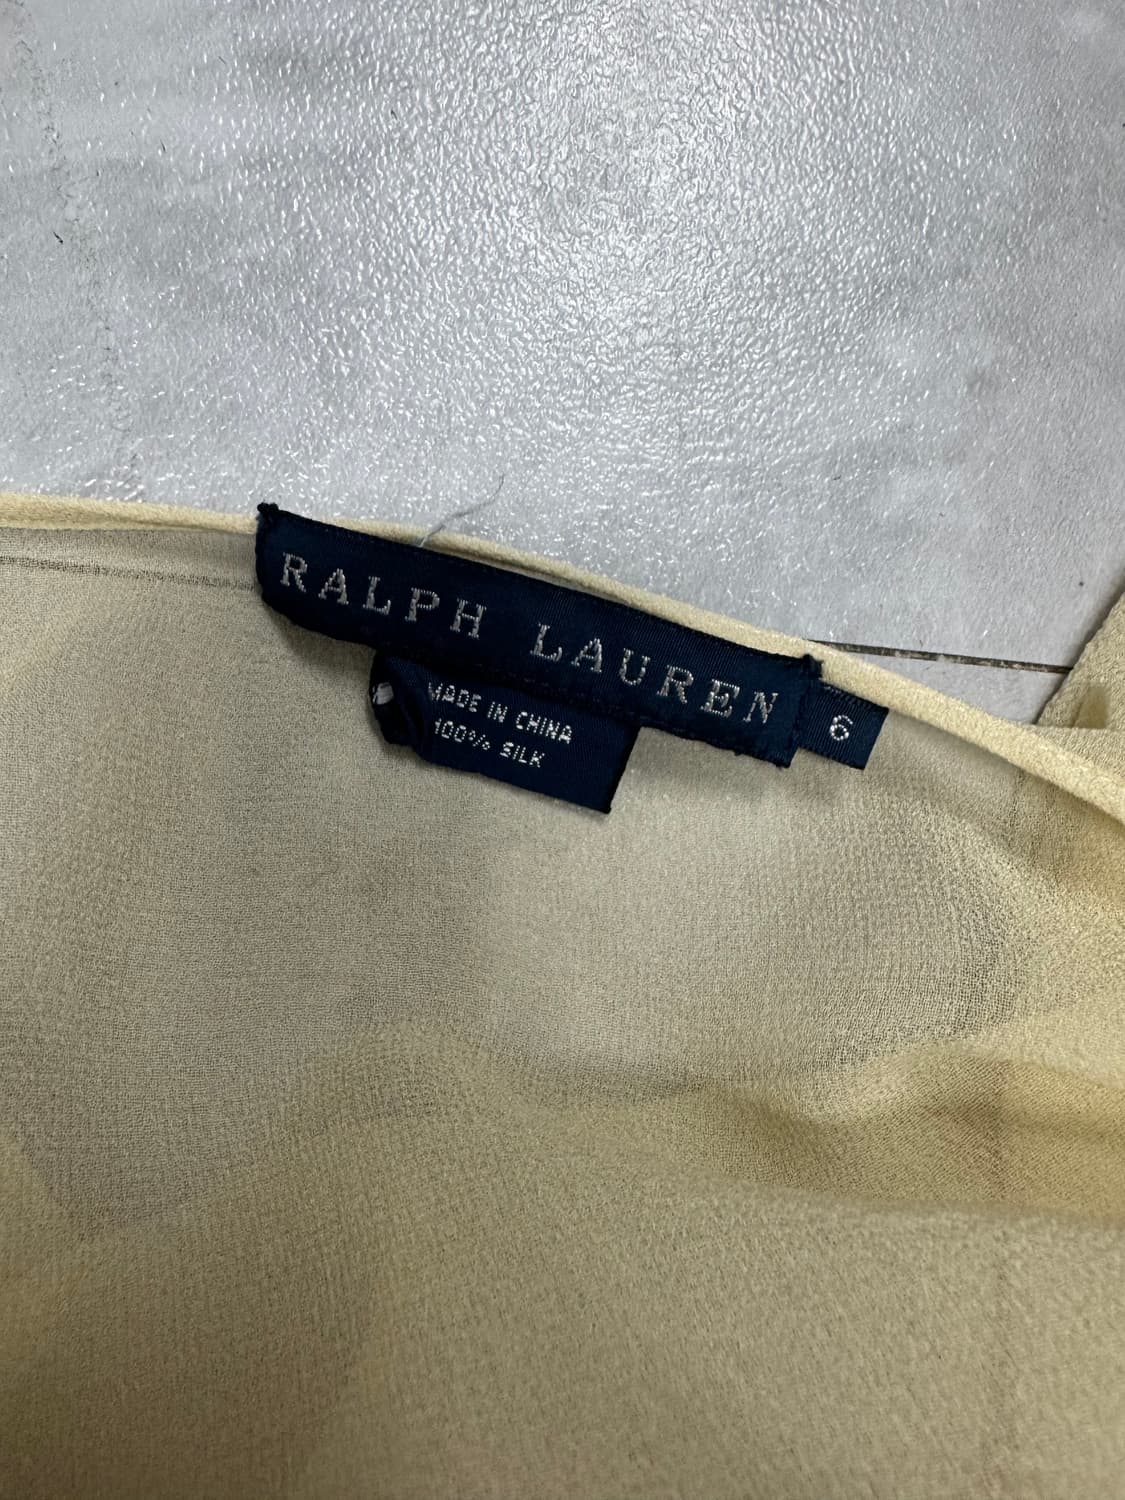 RALPH LAUREN
6
MADE IN CHINA
100% SILK